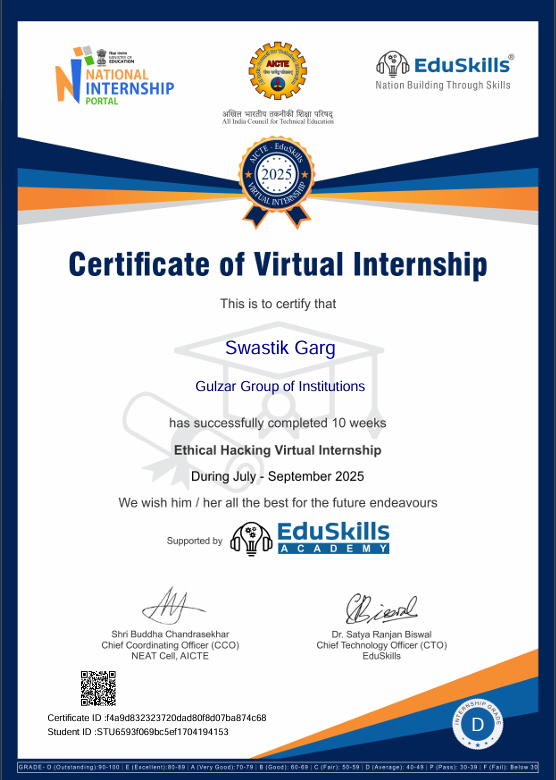 शिक्षा मंत्रालय
MINISTRY OF
EDUCATION
NATIONAL
INTERNSHIP
PORTAL
AICTE
अखिल भारतीय तकनीकी शिक्षा परिषद्
All India Council for Technical Education
EduSkills®
Nation Building Through Skills
AICTE - EduSkills
2025
VIRTUAL INTERNSHIP
Certificate of Virtual Internship
This is to certify that
Swastik Garg
Gulzar Group of Institutions
has successfully completed 10 weeks
Ethical Hacking Virtual Internship
During July - September 2025
We wish him / her all the best for the future endeavours
Supported by
EduSkills
ACADEMY
Shri Buddha Chandrasekhar
Chief Coordinating Officer (CCO)
NEAT Cell, AICTE
Dr. Satya Ranjan Biswal
Chief Technology Officer (CTO)
EduSkills
Certificate ID :f4a9d832323720dad80f8d07ba874c68
Student ID :STU6593f069bc5ef1704194153
INTERNSHIP GRADE
D
GRADE- O (Outstanding):90-100 | E (Excellent):80-89 | A (Very Good):70-79 | B (Good): 60-69 | C (Fair): 50-59 | D (Average): 40-49 | P (Pass): 30-39 | F (Fail): Below 30